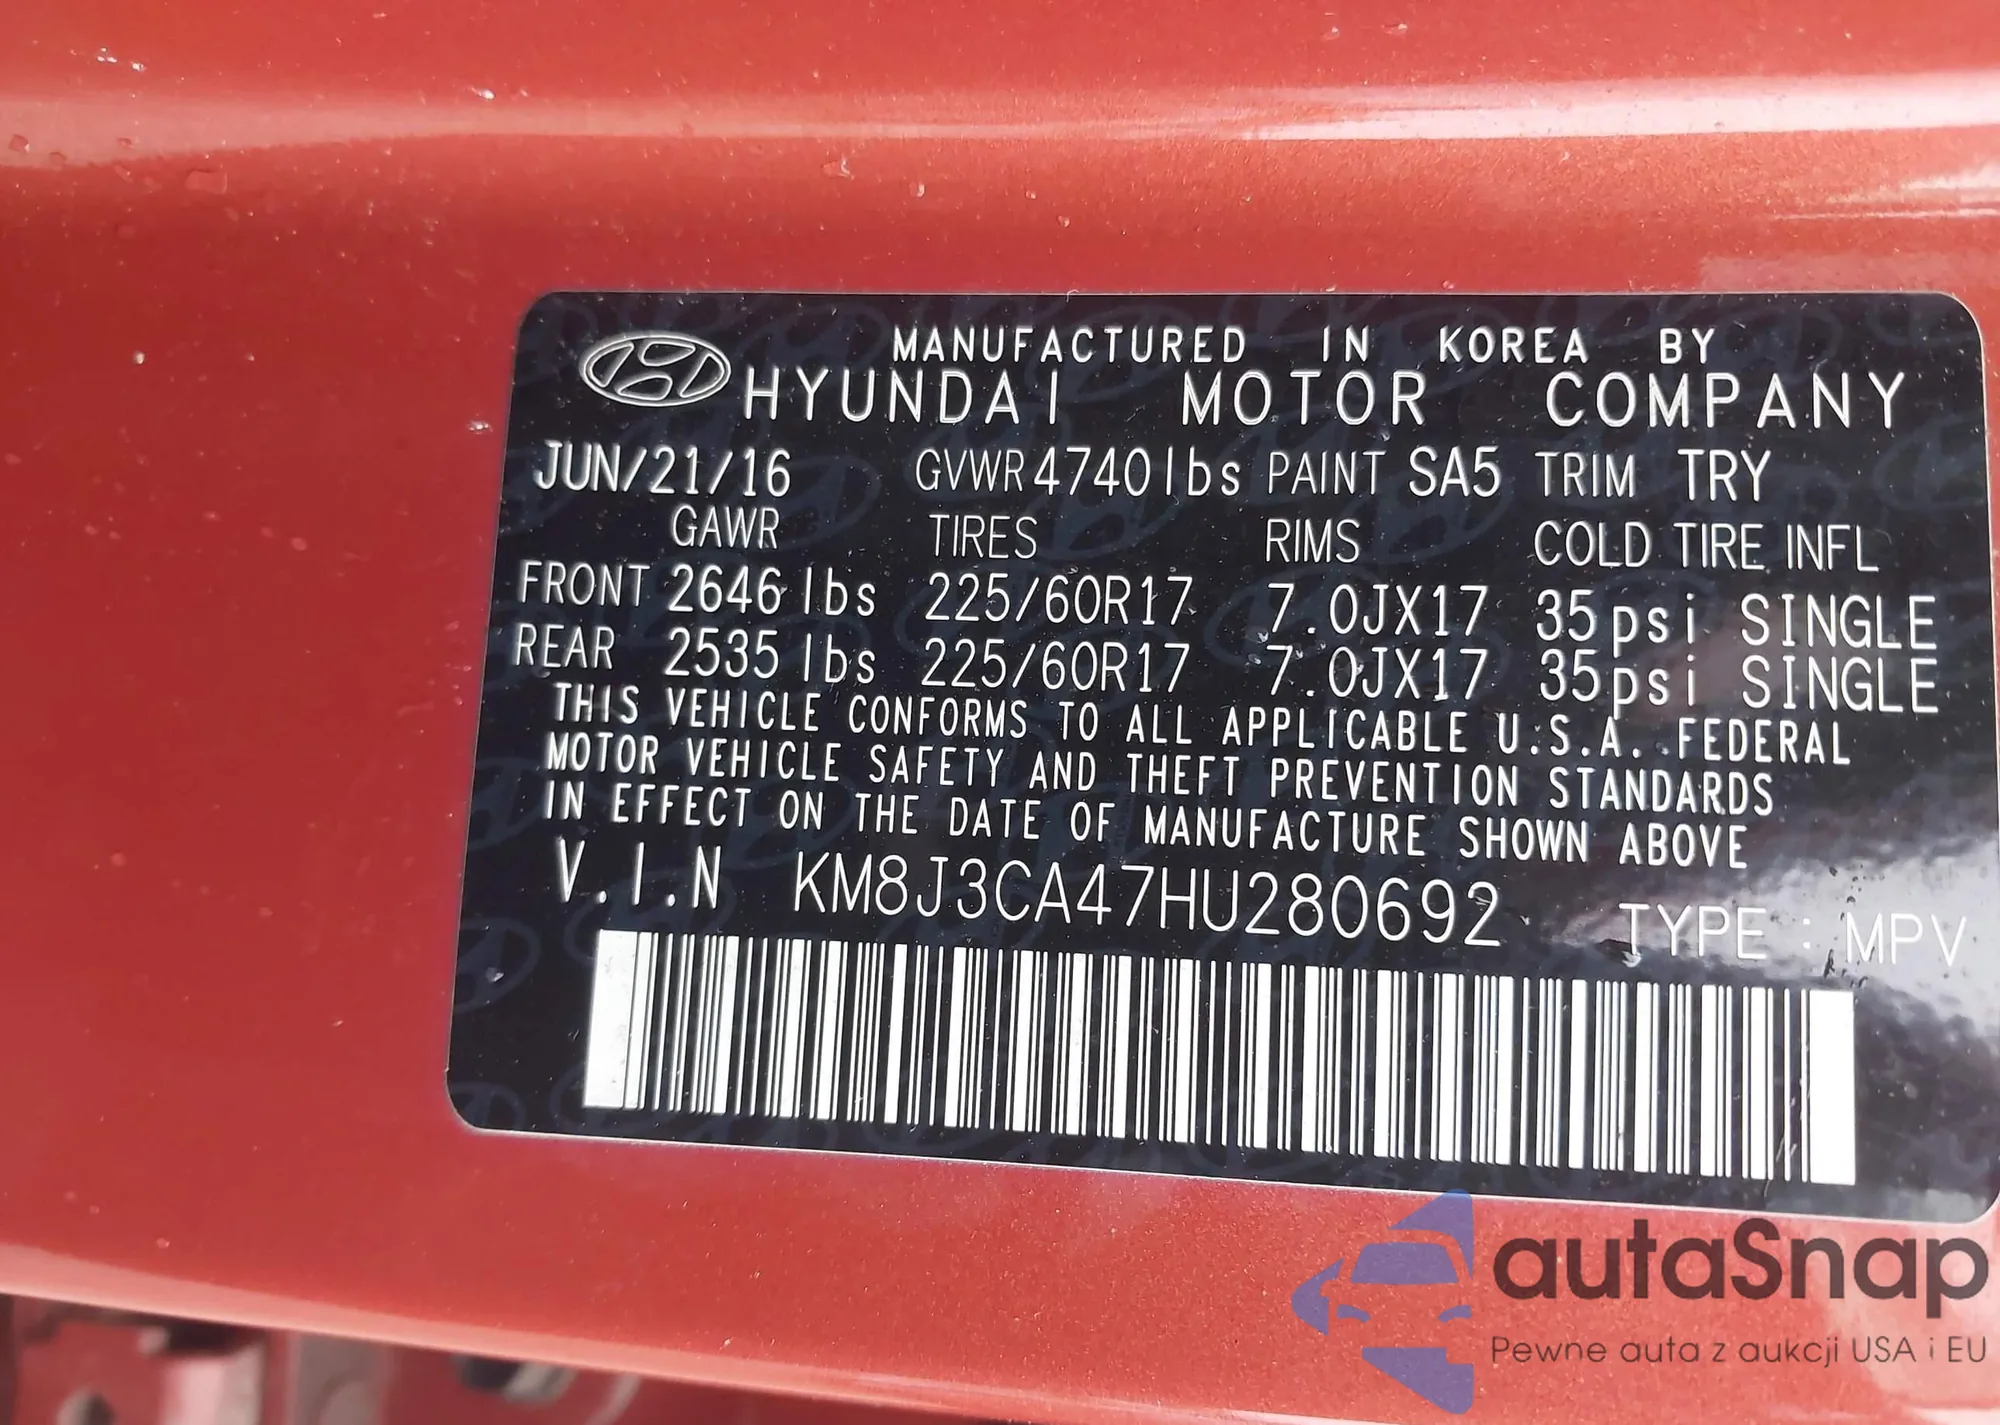 MANUFACTURED IN KOREA BY
HYUNDAI MOTOR COMPANY
JUN/21/16 GVWR 4740lbs PAINT SA5 TRIM TRY
GAWR TIRES RIMS COLD TIRE INFL
FRONT 2646 lbs 225/60R17 7.0JX17 35psi SINGLE
REAR 2535 lbs 225/60R17 7.0JX17 35psi SINGLE
THIS VEHICLE CONFORMS TO ALL APPLICABLE U.S.A. FEDERAL
MOTOR VEHICLE SAFETY AND THEFT PREVENTION STANDARDS
IN EFFECT ON THE DATE OF MANUFACTURE SHOWN ABOVE
V.I.N KM8J3CA47HU280692 TYPE : MPV
autaSnap
Pewne auta z aukcji USA i EU